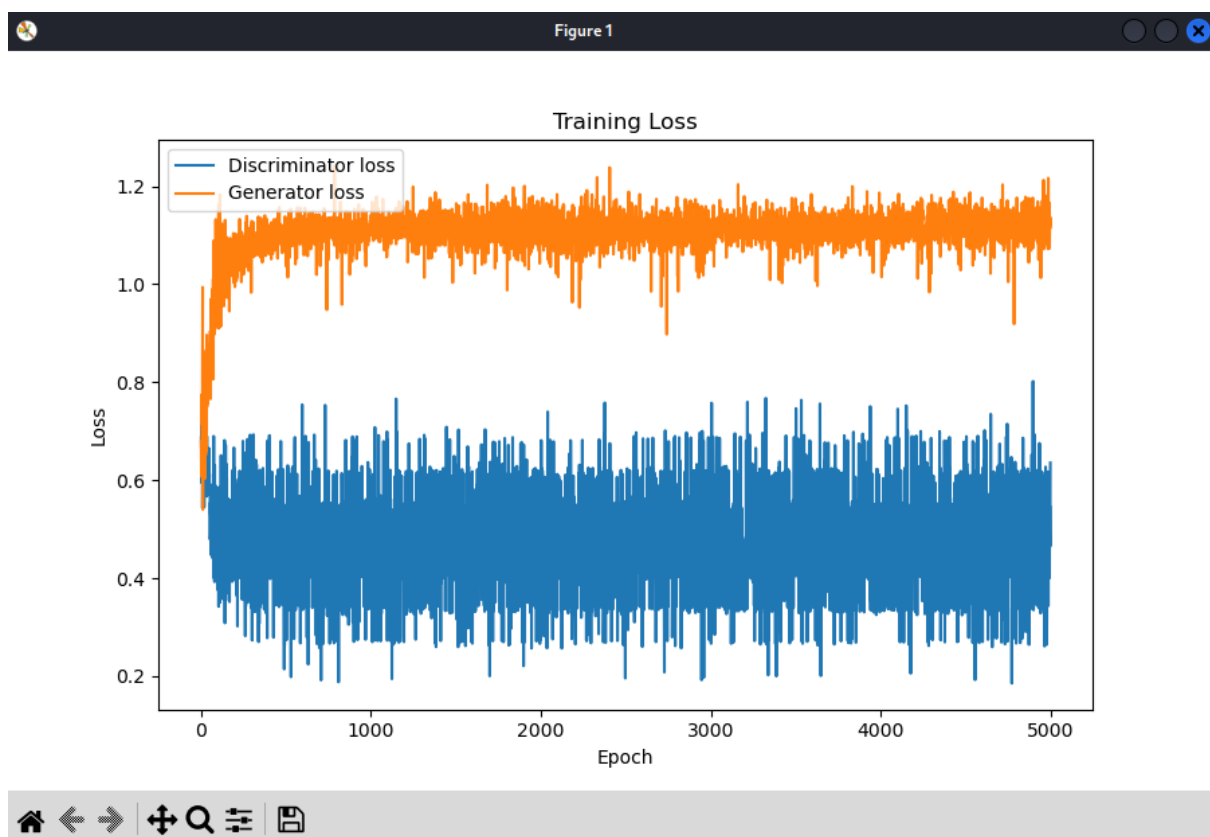 Figure 1
Training Loss
Discriminator loss
Generator loss
1.2
1.0
0.8
0.6
0.4
0.2
Loss
0 1000 2000 3000 4000 5000
Epoch